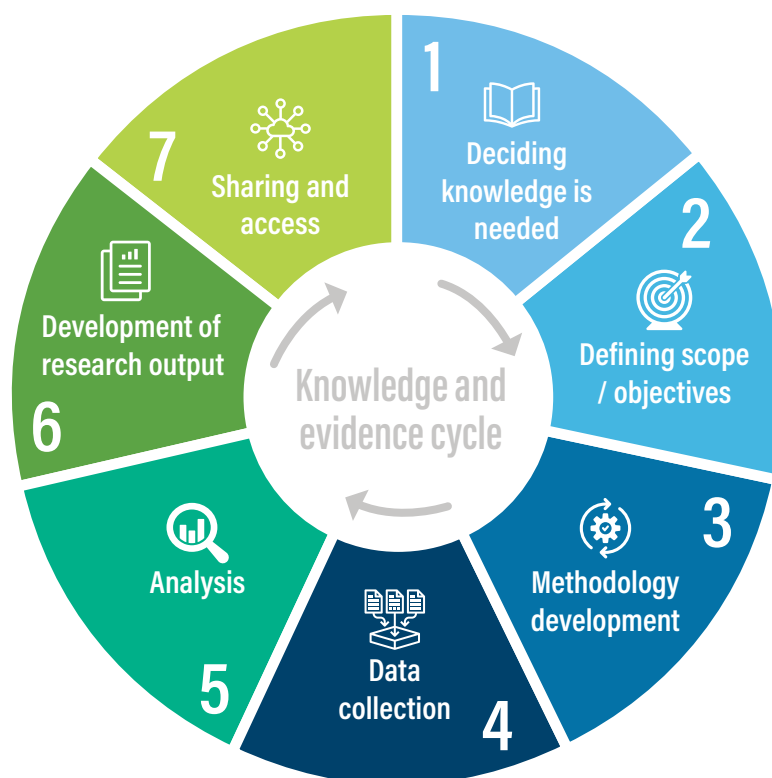 1
Deciding
knowledge is
needed
2
Defining scope
/ objectives
3
Methodology
development
4
Data
collection
5
Analysis
6
Development of
research output
7
Sharing and
access
Knowledge and
evidence cycle